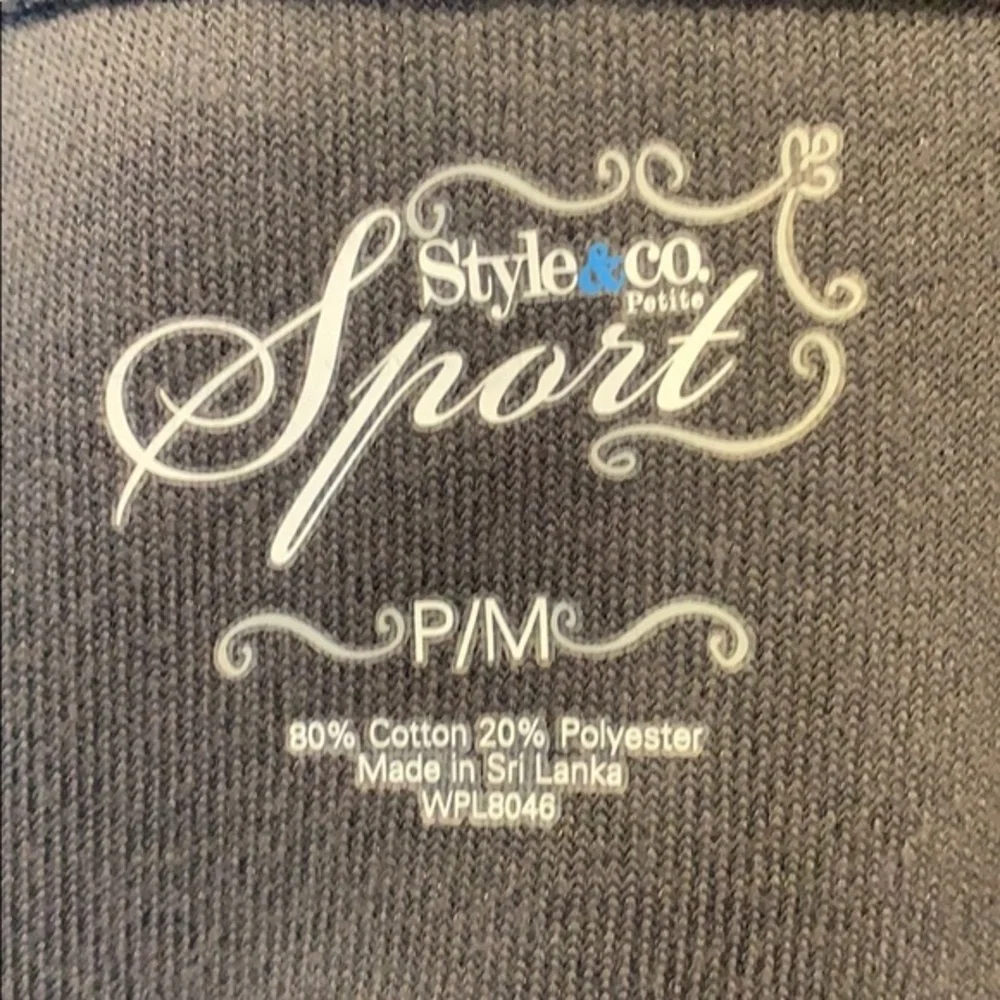 Style&co.
Petite
Sport
P/M
80% Cotton 20% Polyester
Made in Sri Lanka
WPL8046